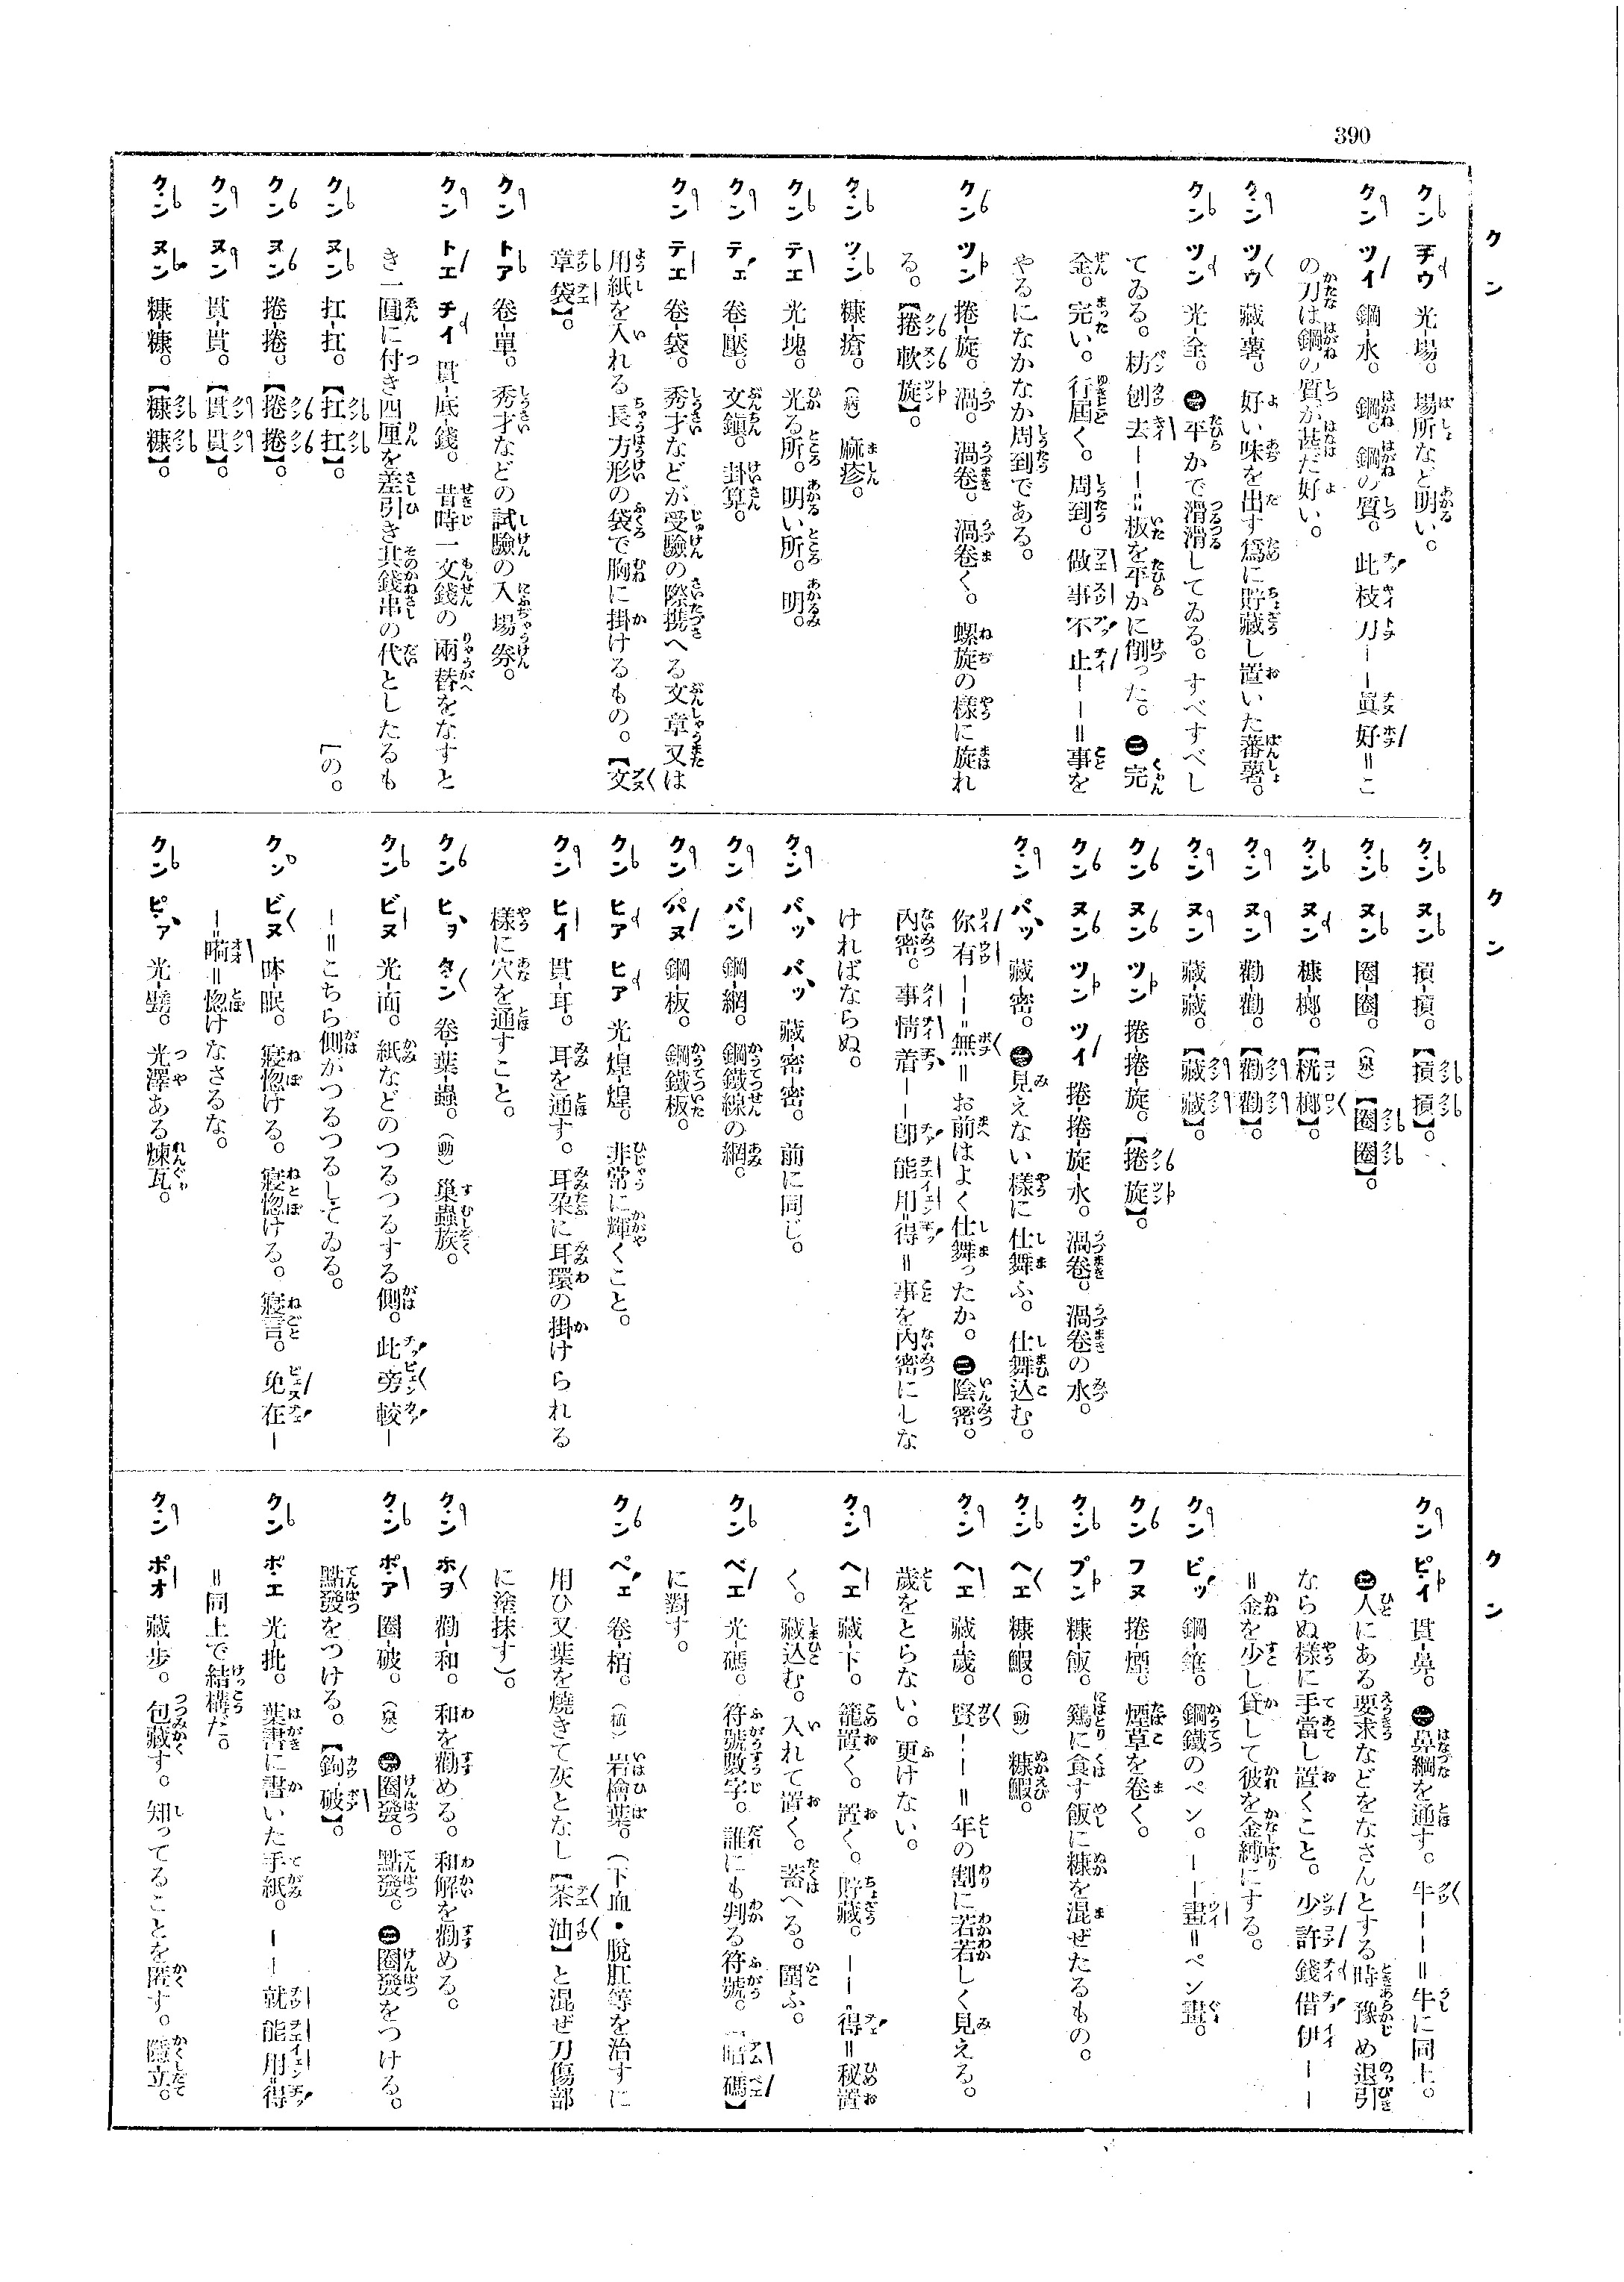 390
クン
クン チウ 光-場。 場所など明い。
クン ツイ 鋼-水。 鋼。鋼の質。 此枝刀——眞好=こ
の刀は鋼の質が甚だ好い。
クン ツウ 藏-薯。 好い味を出す爲に貯藏し置いた蕃薯。
クン ツン 光-全。 ㊀平かで滑滑してゐる。すべすべし
てゐる。枋刨去——=板を平かに削った。 ㊁完
全。完い。行屆く。周到。做事不止——=事を
やるになかなか周到である。
クン ツン 捲-旋。 渦。渦卷。渦卷く。螺旋の樣に旋れ
る。【捲軟旋】。
クン ツン 糠-瘡。 (病) 麻疹。
クン テエ 光-塊。 光る所。明い所。明。
クン テエ 卷-壓。 文鎭。卦算。
クン テエ 卷-袋。 秀才などが受驗の際携へる文章又は
用紙を入れる長方形の袋で胸に掛けるもの。【文
章袋】。
クン トア 卷-單。 秀才などの試驗の入場券。
クン トエ チイ 貫-底-錢。 昔時一文錢の兩替をなすと
き一圓に付き四厘を差引き其錢串の代としたるも
[の。
クン ヌン 扛-扛。【扛扛】。
クン ヌン 捲-捲。【捲捲】。
クン ヌン 貫-貫。【貫貫】。
クン ヌン 糠-糠。【糠糠】。
クン
クン ヌン 摃-摃。【摃摃】。
クン ヌン 圈-圈。 (泉)【圈圈】。
クン ヌン 槺-榔。【桄榔】。
クン ヌン 勸-勸。【勸勸】。
クン ヌン 藏-藏。【藏藏】。
クン ヌン ツン 捲-捲-旋。【捲旋】。
クン ヌン ツン ツイ 捲-捲-旋-水。 渦卷。渦卷の水。
クン バッ 藏-密。 ㊀見えない樣に仕舞ふ。仕舞込む。
你有——無=お前はよく仕舞ったか。 ㊁陰密。
內密。事情着——即能用得=事を內密にしな
ければならぬ。
クン バッ バッ 藏-密-密。 前に同じ。
クン バン 鋼-網。 鋼鐵線の網。
クン パヌ 鋼-板。 鋼鐵板。
クン ヒア ヒア 光-煌-煌。 非常に輝くこと。
クン ヒイ 貫-耳。 耳を通す。耳朶に耳環の掛けられる
樣に穴を通すこと。
クン ヒヲ タン 卷-葉-蟲。 (動) 巢蟲族。
クン ビヌ 光-面。 紙などのつるつるする側。此旁較—
—=こちら側がつるつるしてゐる。
クン ビヌ 眜-眠。 寢惚ける。寢惚ける。寢言。免在—
—=惚けなさるな。
クン ピア 光-甓。 光澤ある煉瓦。
クン
クン ピイ 貫-鼻。 ㊀鼻綱を通す。牛——=牛に同上。
㊁人にある要求などをなさんとする時豫め退引
ならぬ樣に手當し置くこと。少許錢借伊——
=金を少し貸して彼を金縛にする。
クン ピッ 鋼-筆。 鋼鐵のペン。——畫=ペン畫。
クン フヌ 捲-煙。 煙草を卷く。
クン プン 糠-飯。 鷄に食す飯に糠を混ぜたるもの。
クン ヘエ 糠-鰕。 (動) 糠鰕。
クン ヘエ 藏-歲。 賢——=年の割に若若しく見える。
歲をとらない。更けない。
クン ヘエ 藏-下。 籠置く。置く。貯藏。——得=秘置
く。藏込む。入れて置く。蓄へる。圍ふ。
クン ベエ 光-碼。 符號數字。誰にも判る符號。[暗碼]
に對す。
クン ペエ 卷-栢。 (植) 岩檜葉。(下血・脫肛等を治すに
用ひ又葉を燒きて灰となし【茶油】と混ぜ刀傷部
に塗抹す)。
クン ホヲ 勸-和。 和を勸める。和解を勸める。
クン ポア 圈-破。 (泉) ㊀圈發。點發。 ㊁圈發をつける。
點發をつける。【鉤-破】。
クン ポエ 光-批。 葉書に書いた手紙。——就能用得
=同上で結構だ。
クン ポオ 藏-步。 包藏す。知ってることを匿す。隱立。